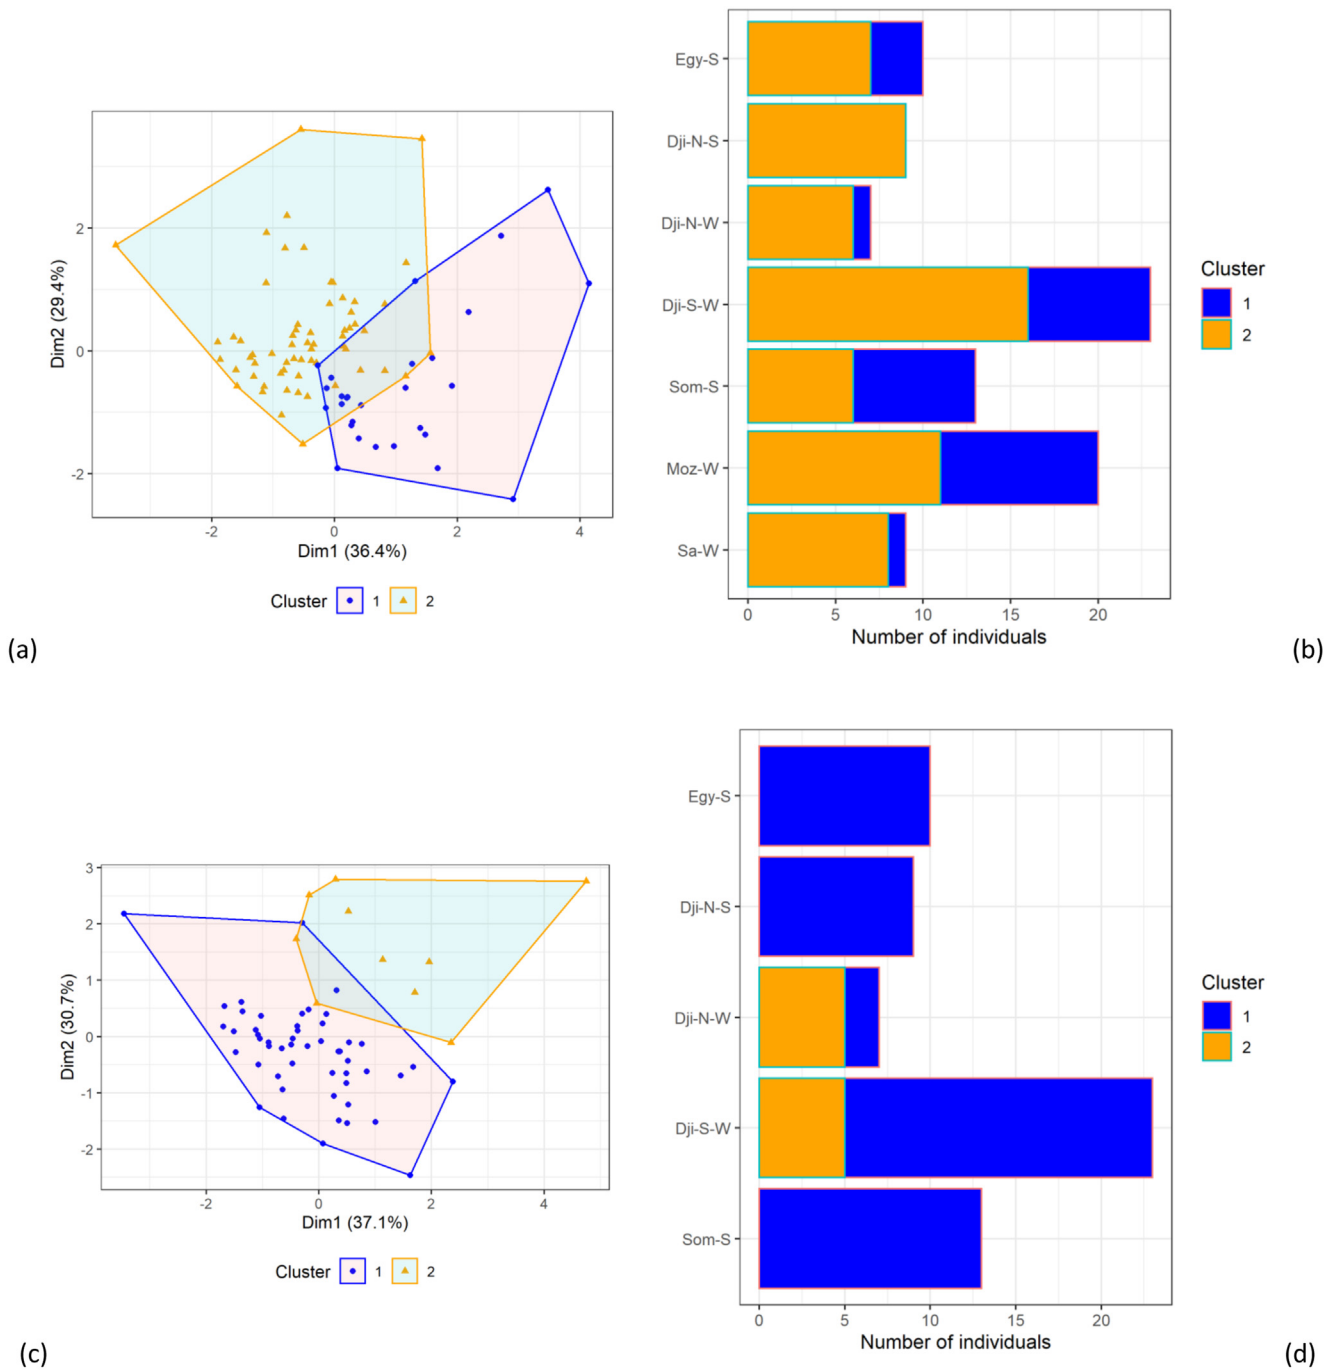 2
0
-2
Dim2 (29.4%)
-2
0
2
4
Dim1 (36.4%)
Cluster 1 2
(a)
Egy-S
Dji-N-S
Dji-N-W
Dji-S-W
Som-S
Moz-W
Sa-W
0
5
10
15
20
Number of individuals
Cluster
1
2
(b)
3
2
1
0
-1
-2
Dim2 (30.7%)
-2
0
2
4
Dim1 (37.1%)
Cluster 1 2
(c)
Egy-S
Dji-N-S
Dji-N-W
Dji-S-W
Som-S
0
5
10
15
20
Number of individuals
Cluster
1
2
(d)